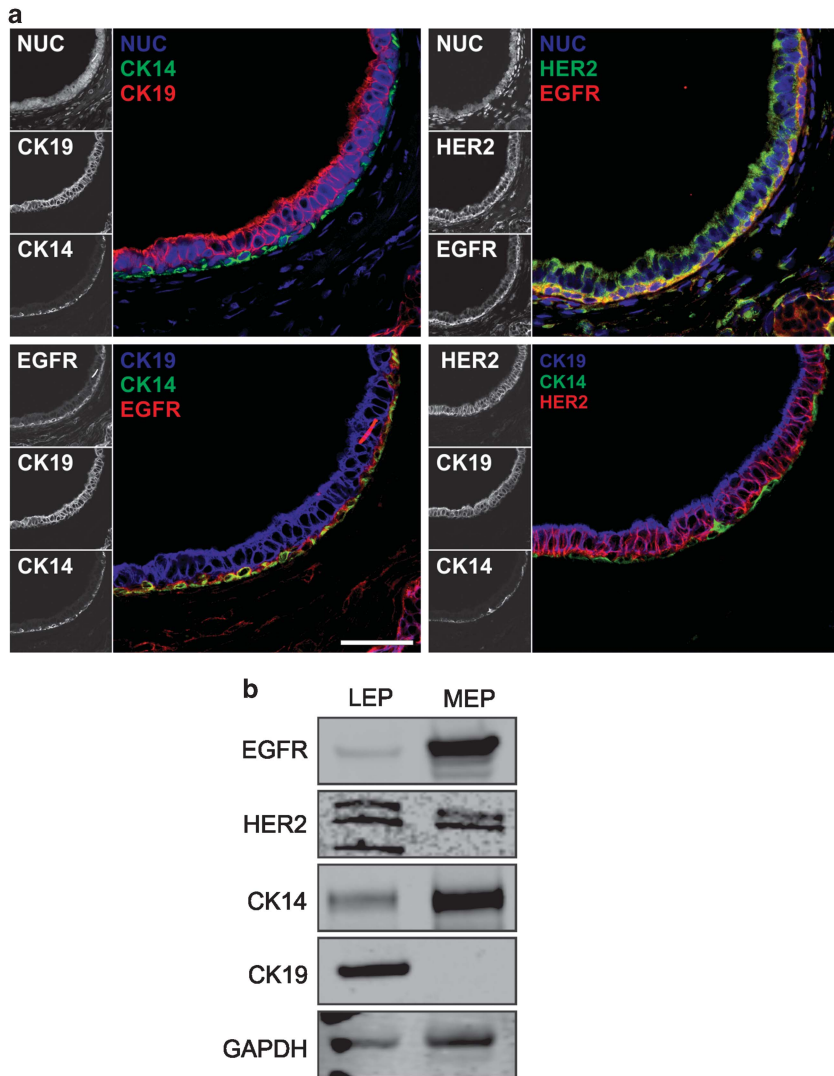 a
NUC
CK19
CK14
NUC
CK14
CK19
NUC
HER2
EGFR
NUC
HER2
EGFR
EGFR
CK19
CK14
CK19
CK14
EGFR
HER2
CK19
CK14
CK19
CK14
HER2
b
LEP MEP
EGFR
HER2
CK14
CK19
GAPDH